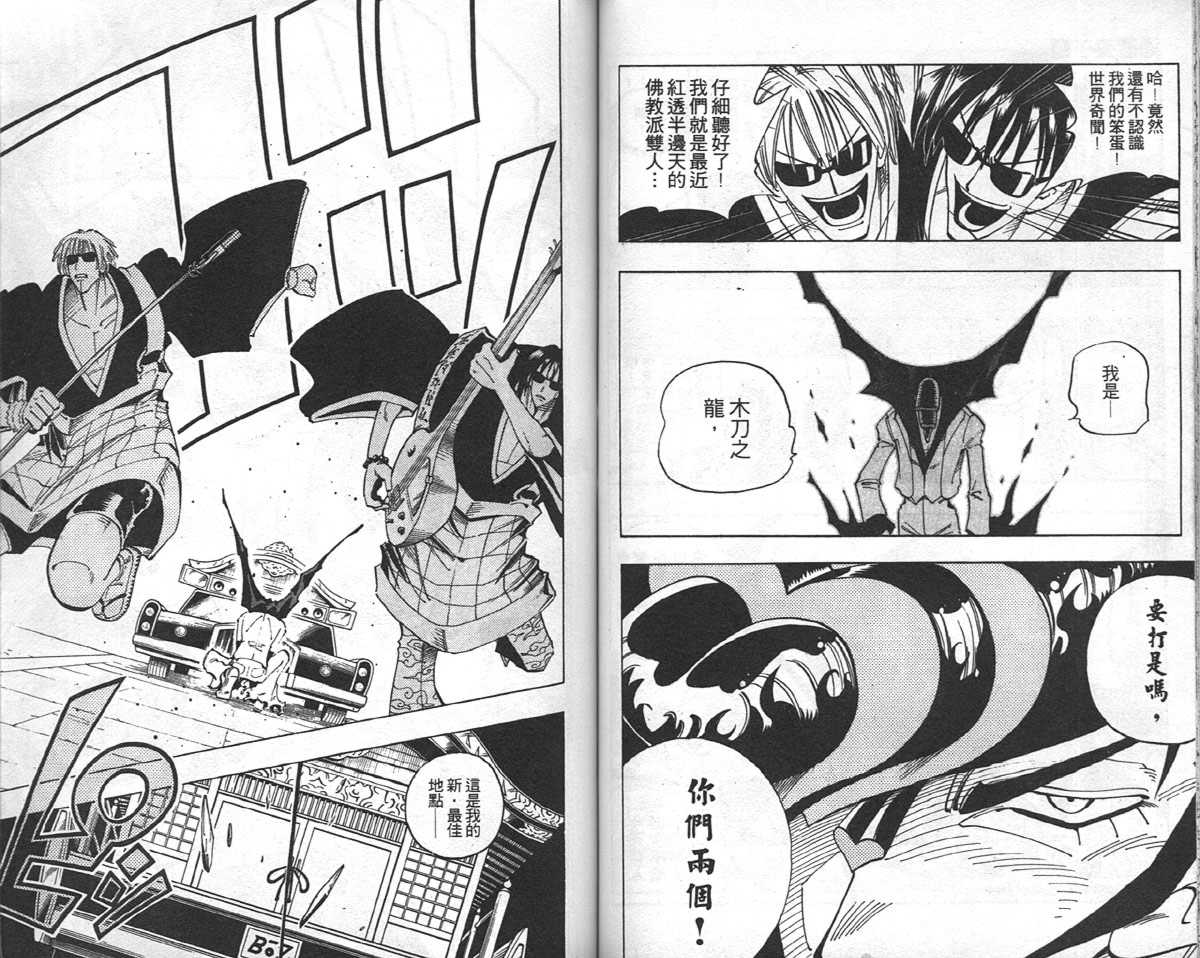 哈—竟然
還有不認識
我們的笨蛋！
世界奇聞！
仔細聽好了！
我們就是最近
紅透半邊天的
佛教派雙人…
我是—
木刀之
龍，
要打是嗎，
你們兩個！
這是我的
新．最佳
地點——